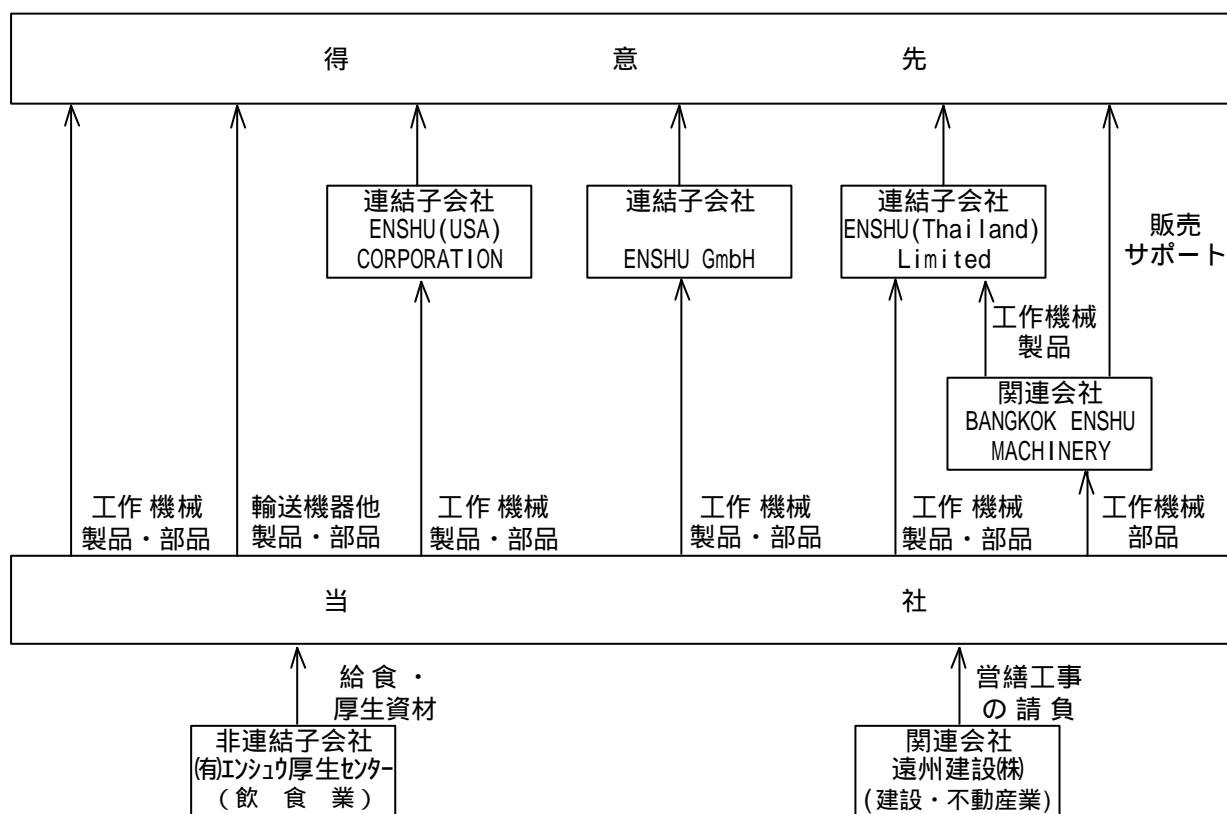 得意先
連結子会社
ENSHU(USA)
CORPORATION
連結子会社
ENSHU GmbH
連結子会社
ENSHU(Thailand)
Limited
販売
サポート
工作機械
製品
関連会社
BANGKOK ENSHU
MACHINERY
工作機械
製品・部品
輸送機器他
製品・部品
工作機械
製品・部品
工作機械
製品・部品
工作機械
製品・部品
工作機械
部品
当社
給食・
厚生資材
営繕工事
の請負
非連結子会社
㈲エンシュウ厚生センター
(飲食業)
関連会社
遠州建設㈱
(建設・不動産業)